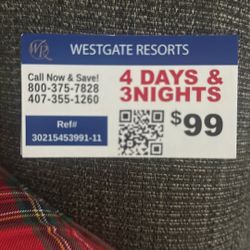 WR
WESTGATE RESORTS
Call Now & Save!
800-375-7828
407-355-1260
Ref#
30215453991-11
4 DAYS &
3NIGHTS
$99